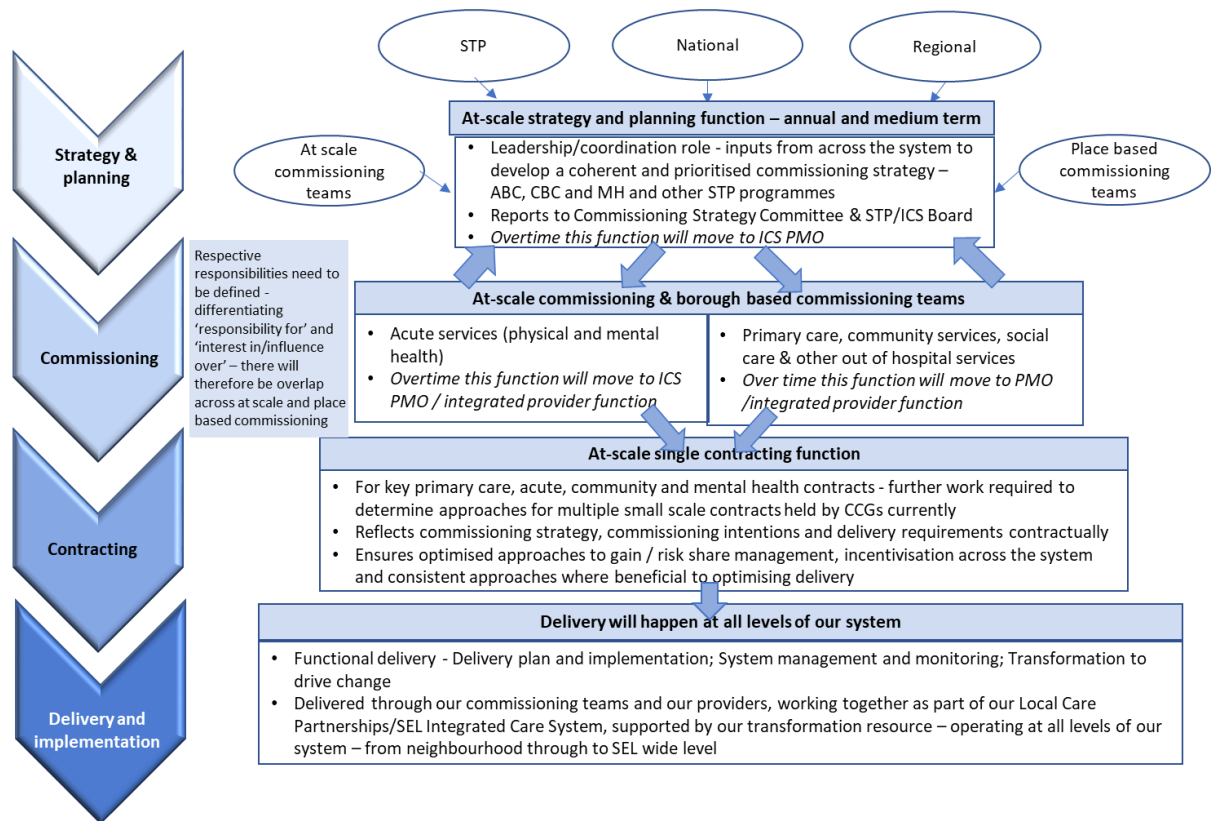 STP
National
Regional
At-scale strategy and planning function – annual and medium term
Strategy &
planning
At scale
commissioning
teams
• Leadership/coordination role - inputs from across the system to
develop a coherent and prioritised commissioning strategy –
ABC, CBC and MH and other STP programmes
• Reports to Commissioning Strategy Committee & STP/ICS Board
• Overtime this function will move to ICS PMO
Place based
commissioning
teams
Respective
responsibilities need to
be defined -
differentiating
‘responsibility for’ and
‘interest in/influence
over’ – there will
therefore be overlap
across at scale and place
based commissioning
Commissioning
At-scale commissioning & borough based commissioning teams
• Acute services (physical and mental
health)
• Overtime this function will move to ICS
PMO / integrated provider function
• Primary care, community services, social
care & other out of hospital services
• Over time this function will move to PMO
/integrated provider function
Contracting
At-scale single contracting function
• For key primary care, acute, community and mental health contracts - further work required to
determine approaches for multiple small scale contracts held by CCGs currently
• Reflects commissioning strategy, commissioning intentions and delivery requirements contractually
• Ensures optimised approaches to gain / risk share management, incentivisation across the system
and consistent approaches where beneficial to optimising delivery
Delivery and
implementation
Delivery will happen at all levels of our system
• Functional delivery - Delivery plan and implementation; System management and monitoring; Transformation to
drive change
• Delivered through our commissioning teams and our providers, working together as part of our Local Care
Partnerships/SEL Integrated Care System, supported by our transformation resource – operating at all levels of our
system – from neighbourhood through to SEL wide level